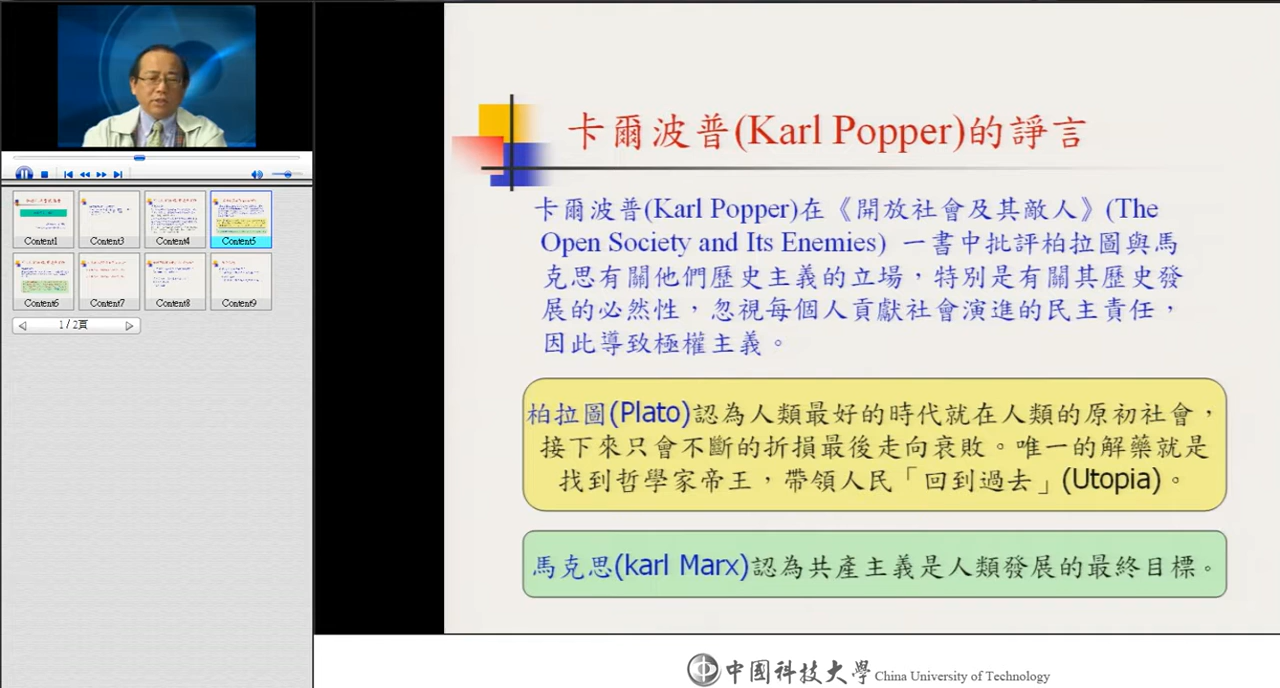 卡爾波普(Karl Popper)的諍言
卡爾波普(Karl Popper)在《開放社會及其敵人》(The
Open Society and Its Enemies) 一書中批評柏拉圖與馬
克思有關他們歷史主義的立場，特別是有關其歷史發
展的必然性，忽視每個人貢獻社會演進的民主責任，
因此導致極權主義。
柏拉圖(Plato)認為人類最好的時代就在人類的原初社會，
接下來只會不斷的折損最後走向衰敗。唯一的解藥就是
找到哲學家帝王，帶領人民「回到過去」(Utopia)。
馬克思(karl Marx)認為共產主義是人類發展的最終目標。
Content1
Content3
Content4
Content5
Content6
Content7
Content8
Content9
1 / 2頁
中國科技大學 China University of Technology